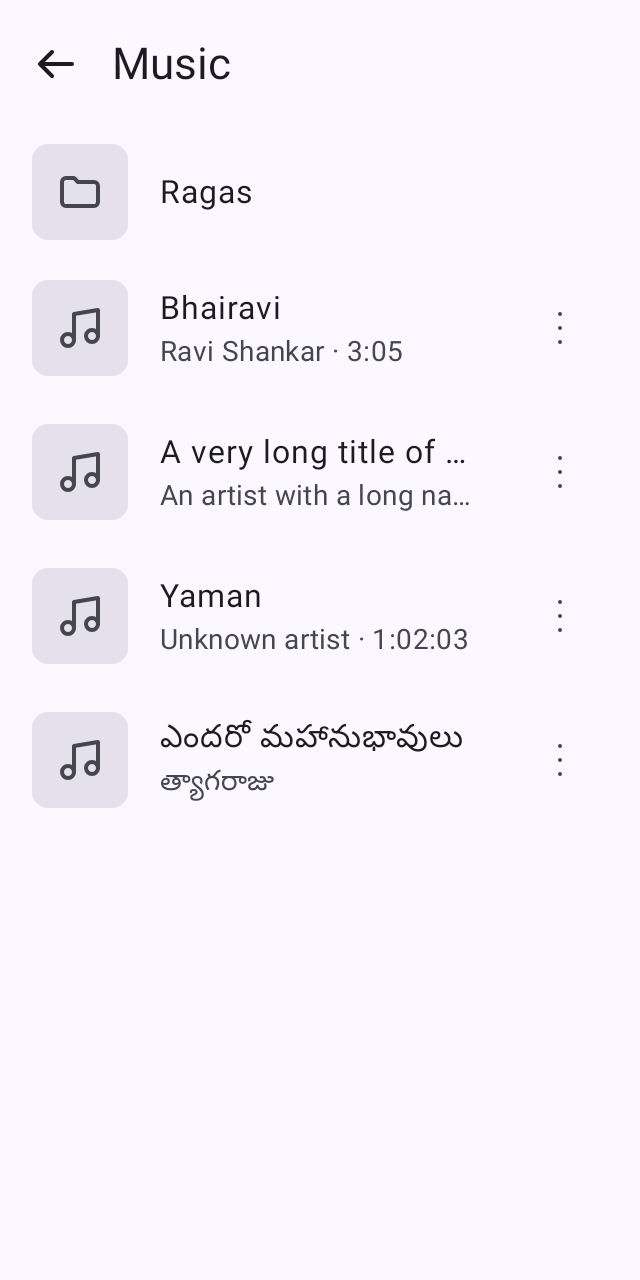 Music
Ragas
Bhairavi
Ravi Shankar · 3:05
A very long title of …
An artist with a long na…
Yaman
Unknown artist · 1:02:03
ఎందరో మహానుభావులు
త్యాగరాజు